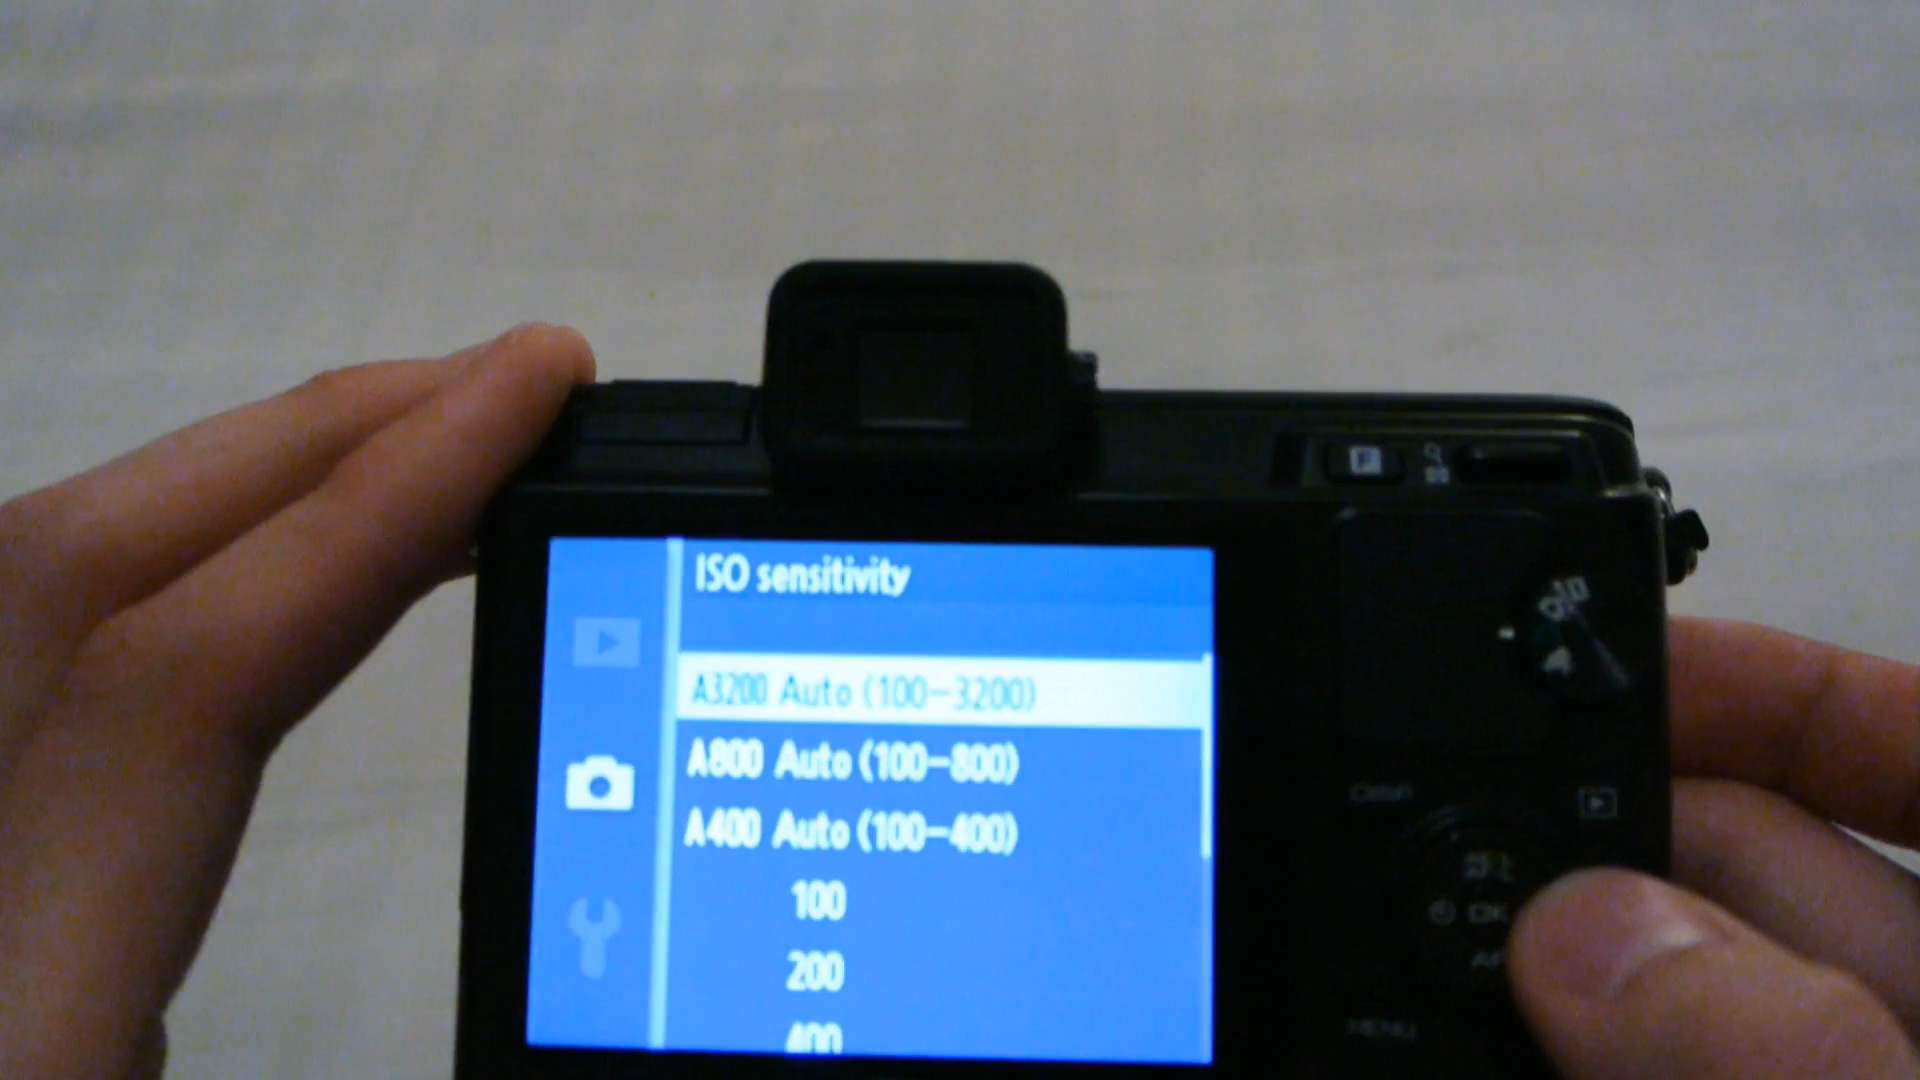 F
ISO sensitivity
A3200 Auto (100-3200)
A800 Auto (100-800)
A400 Auto (100-400)
100
200
400
DISP
OK
MENU